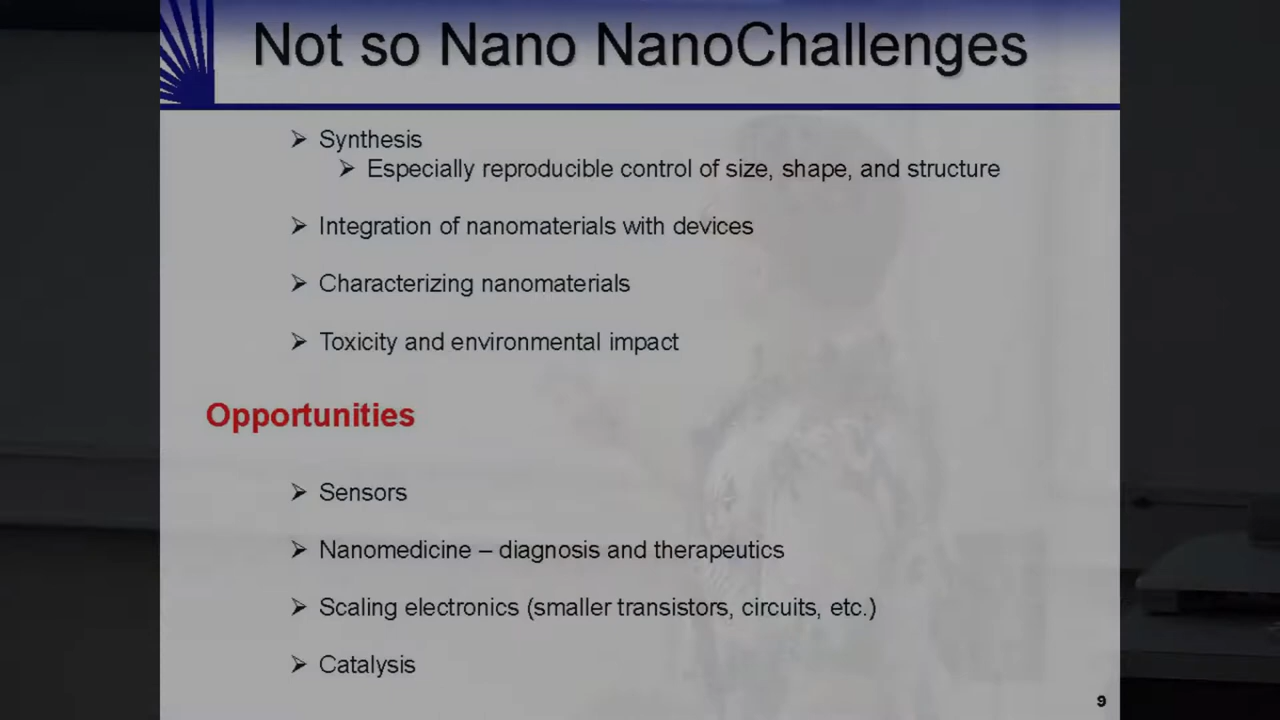 Not so Nano NanoChallenges
➢ Synthesis
➢ Especially reproducible control of size, shape, and structure
➢ Integration of nanomaterials with devices
➢ Characterizing nanomaterials
➢ Toxicity and environmental impact
Opportunities
➢ Sensors
➢ Nanomedicine – diagnosis and therapeutics
➢ Scaling electronics (smaller transistors, circuits, etc.)
➢ Catalysis
9